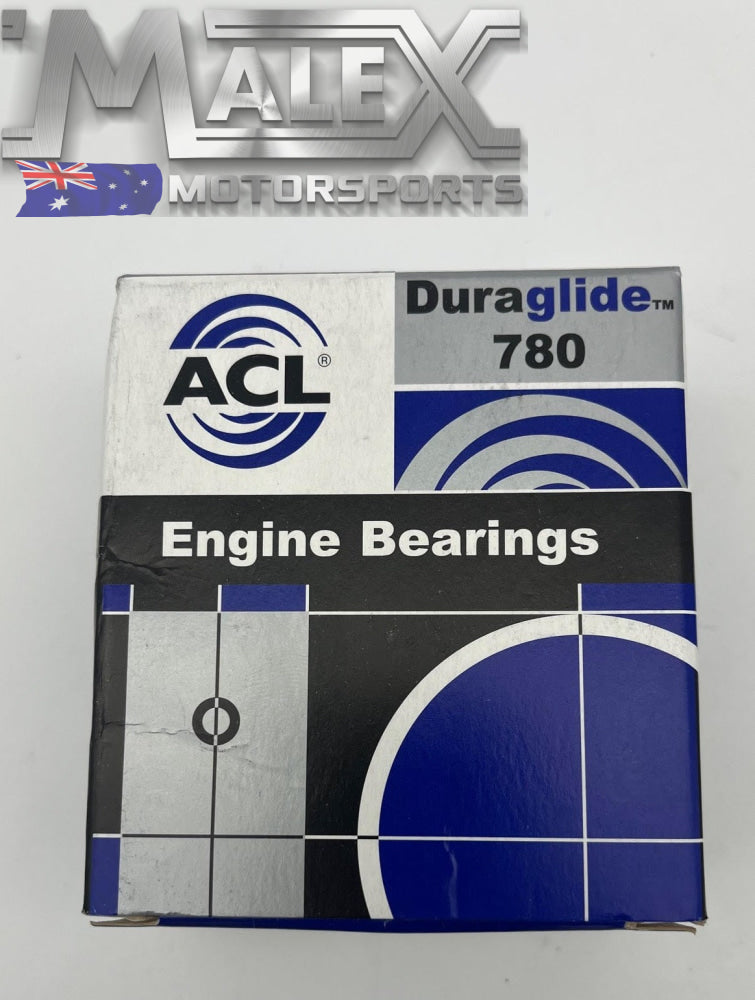 MALEX
MOTORSPORTS
Duraglide™
780
ACL®
Engine Bearings